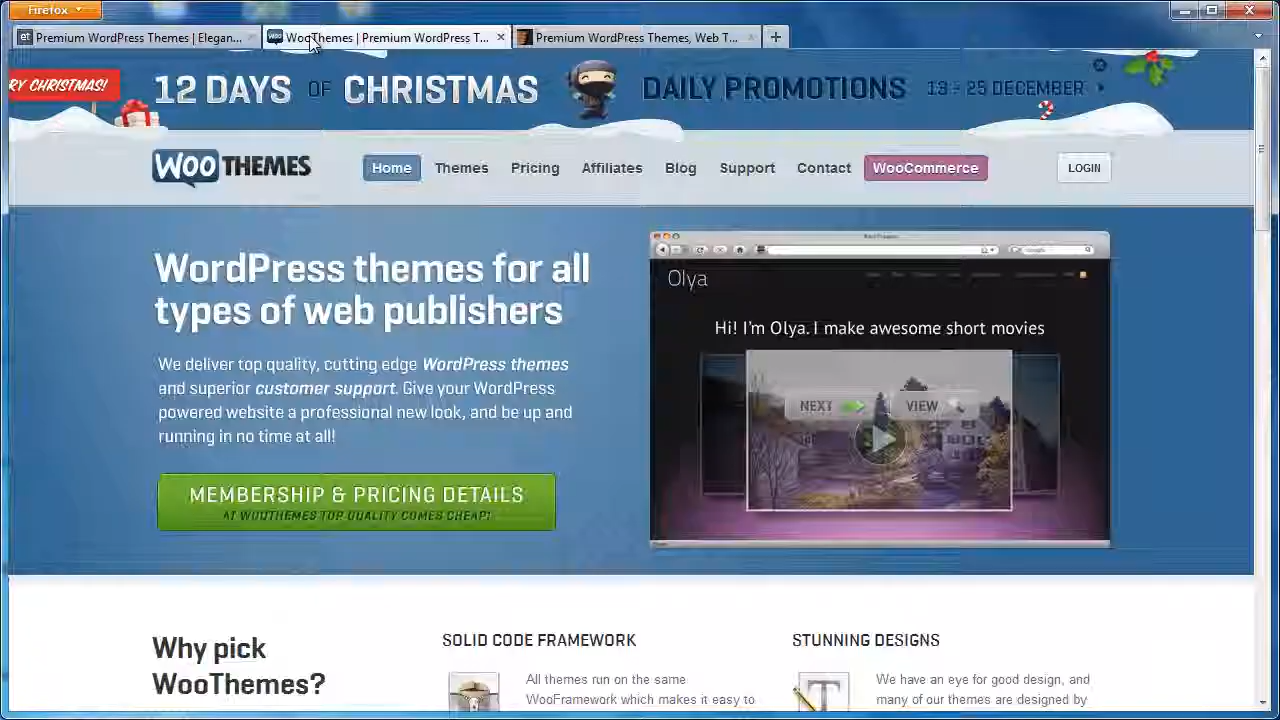 Firefox
Premium WordPress Themes | Elegan...
WooThemes | Premium WordPress T...
Premium WordPress Themes, Web T...
RY CHRISTMAS!
12 DAYS OF CHRISTMAS
DAILY PROMOTIONS
13 - 25 DECEMBER
WOOTHEMES
Home
Themes
Pricing
Affiliates
Blog
Support
Contact
WooCommerce
LOGIN
WordPress themes for all
types of web publishers
We deliver top quality, cutting edge WordPress themes
and superior customer support. Give your WordPress
powered website a professional new look, and be up and
running in no time at all!
MEMBERSHIP & PRICING DETAILS
AT WOOTHEMES TOP QUALITY COMES CHEAP!
Olya
Hi! I'm Olya. I make awesome short movies
NEXT
VIEW
Why pick
WooThemes?
SOLID CODE FRAMEWORK
All themes run on the same
WooFramework which makes it easy to
STUNNING DESIGNS
We have an eye for good design, and
many of our themes are designed by